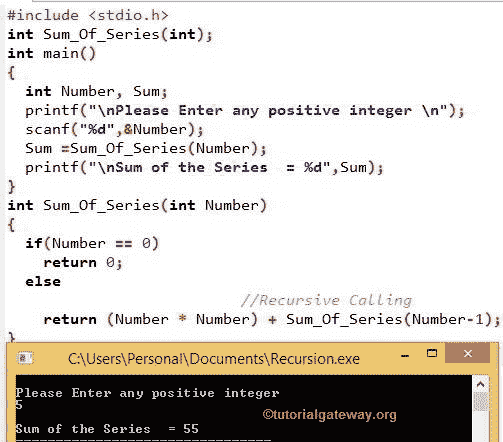 #include <stdio.h>
int Sum_Of_Series(int);
int main()
{
int Number, Sum;
printf("\nPlease Enter any positive integer \n");
scanf("%d",&Number);
Sum =Sum_Of_Series(Number);
printf("\nSum of the Series  = %d",Sum);
}
int Sum_Of_Series(int Number)
{
if(Number == 0)
return 0;
else
//Recursive Calling
return (Number * Number) + Sum_Of_Series(Number-1);
}
C:\Users\Personal\Documents\Recursion.exe
Please Enter any positive integer
5
©tutorialgateway.org
Sum of the Series  = 55